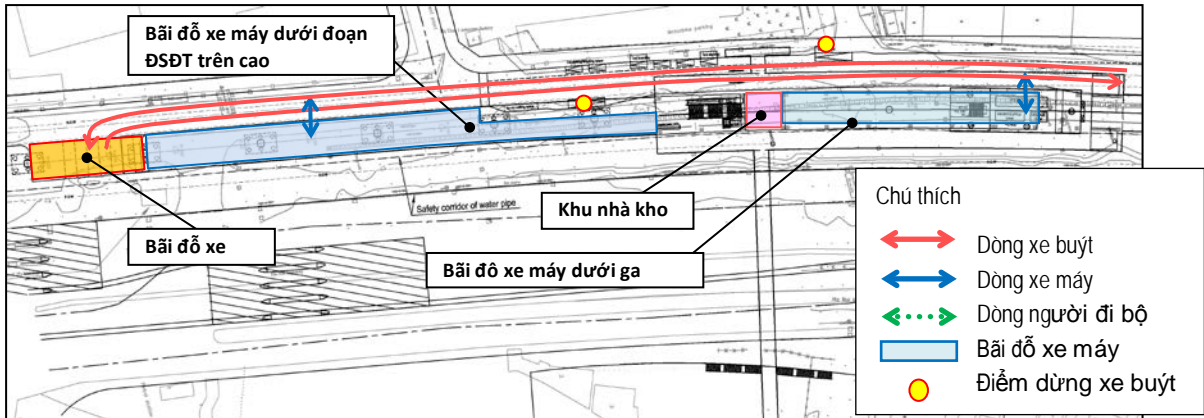 Bãi đỗ xe máy dưới đoạn
ĐSĐT trên cao
Safety corridor of water pipe
Khu nhà kho
Bãi đỗ xe
Bãi đô xe máy dưới ga
Chú thích
Dòng xe buýt
Dòng xe máy
Dòng người đi bộ
Bãi đỗ xe máy
Điểm dừng xe buýt